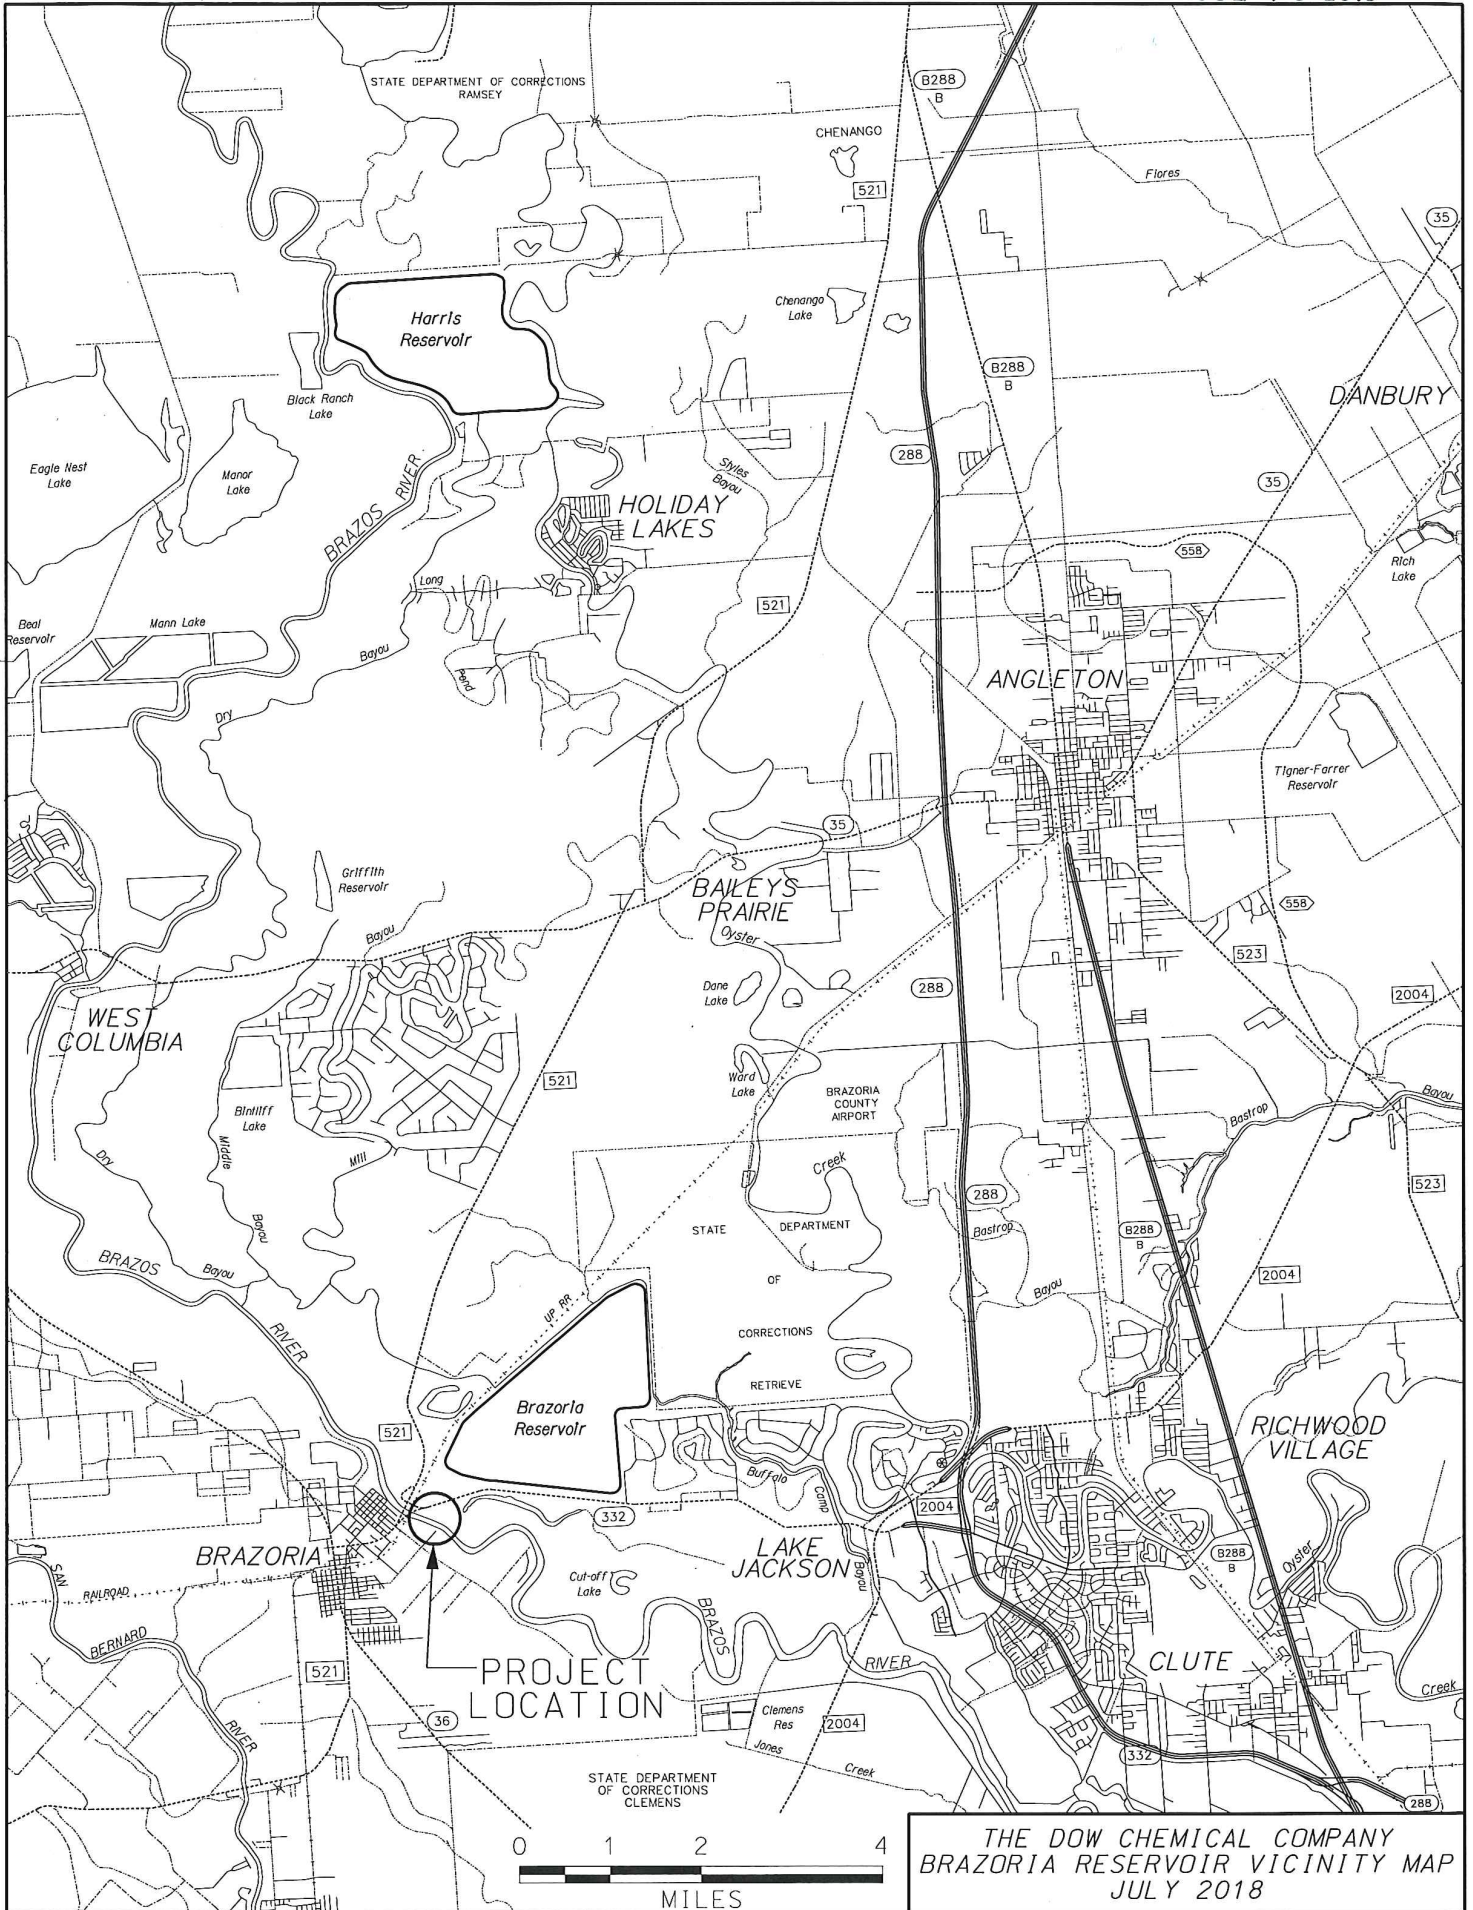 STATE DEPARTMENT OF CORRECTIONS
RAMSEY
B288
B
CHENANGO
521
Flores
35
Harris
Reservoir
Chenango
Lake
B288
B
DANBURY
Black Ranch
Lake
288
Eagle Nest
Lake
Manor
Lake
BRAZOS
RIVER
Styles
Bayou
35
HOLIDAY
LAKES
558
Rich
Lake
Long
521
Beal
Reservoir
Mann Lake
Bayou
Pond
ANGLETON
Dry
Tigner-Farrer
Reservoir
35
Griffith
Reservoir
BAILEYS
PRAIRIE
558
Bayou
Oyster
523
Dane
Lake
288
2004
WEST
COLUMBIA
521
Ward
Lake
BRAZORIA
COUNTY
AIRPORT
Bayou
Bintliff
Lake
Bastrop
Middle
Mill
Dry
Creek
523
288
Bayou
STATE
DEPARTMENT
Bastrop
B288
B
BRAZOS
Bayou
OF
2004
Bayou
UP RR
RIVER
CORRECTIONS
RETRIEVE
Brazoria
Reservoir
521
RICHWOOD
VILLAGE
Buffalo
Camp
Bayou
2004
332
LAKE
JACKSON
BRAZORIA
B288
B
Oyster
SAN
RAILROAD
Cut-off
Lake
BRAZOS
BERNARD
RIVER
CLUTE
521
PROJECT
LOCATION
Creek
RIVER
36
Clemens
Res
2004
Jones
Creek
332
STATE DEPARTMENT
OF CORRECTIONS
CLEMENS
288
0 1 2 4
MILES
THE DOW CHEMICAL COMPANY
BRAZORIA RESERVOIR VICINITY MAP
JULY 2018